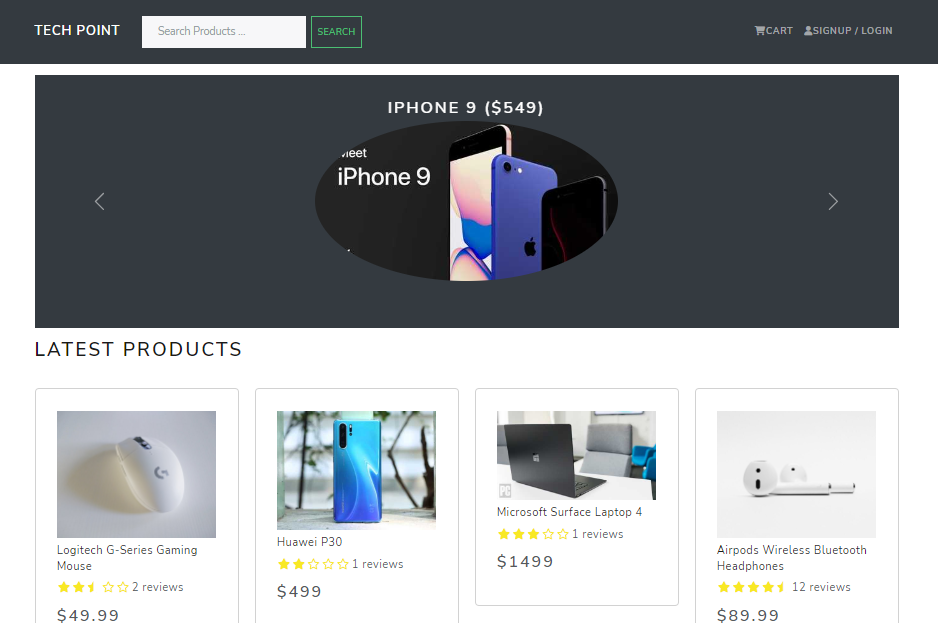 TECH POINT
Search Products ...
SEARCH
CART
SIGNUP / LOGIN
IPHONE 9 ($549)
Meet
iPhone 9
LATEST PRODUCTS
Logitech G-Series Gaming
Mouse
2 reviews
$49.99
Huawei P30
1 reviews
$499
Microsoft Surface Laptop 4
1 reviews
$1499
Airpods Wireless Bluetooth
Headphones
12 reviews
$89.99